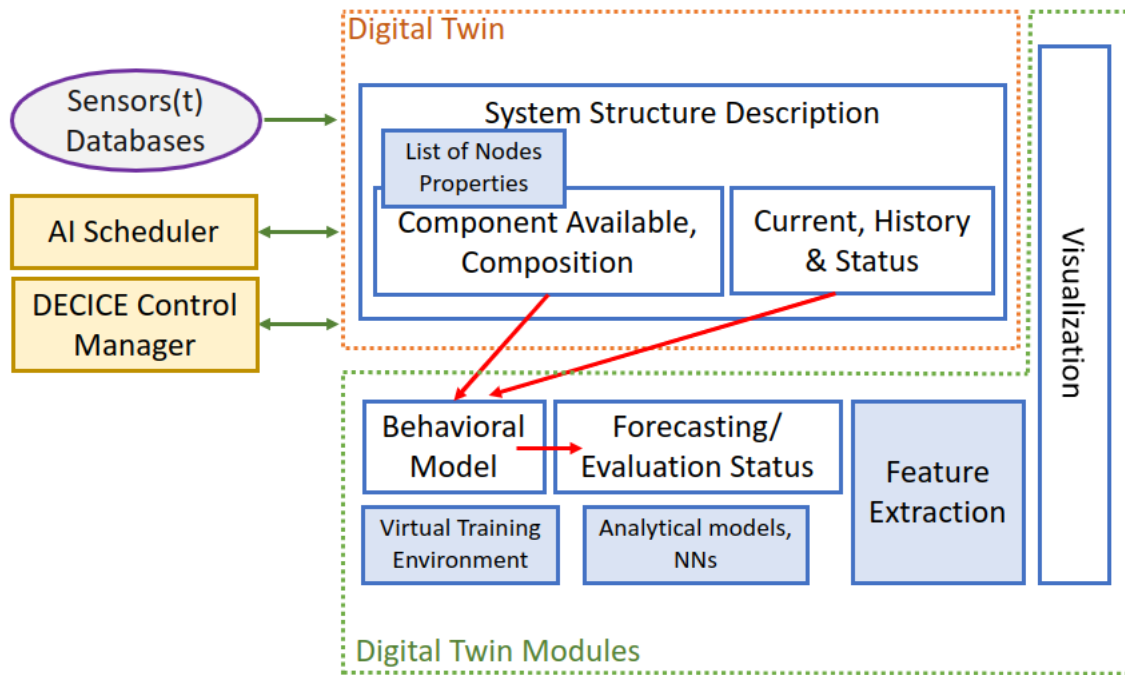 Digital Twin
Sensors(t)
Databases
System Structure Description
List of Nodes
Properties
AI Scheduler
Component Available,
Composition
Current, History
& Status
DECICE Control
Manager
Visualization
Behavioral
Model
Forecasting/
Evaluation Status
Feature
Extraction
Virtual Training
Environment
Analytical models,
NNs
Digital Twin Modules